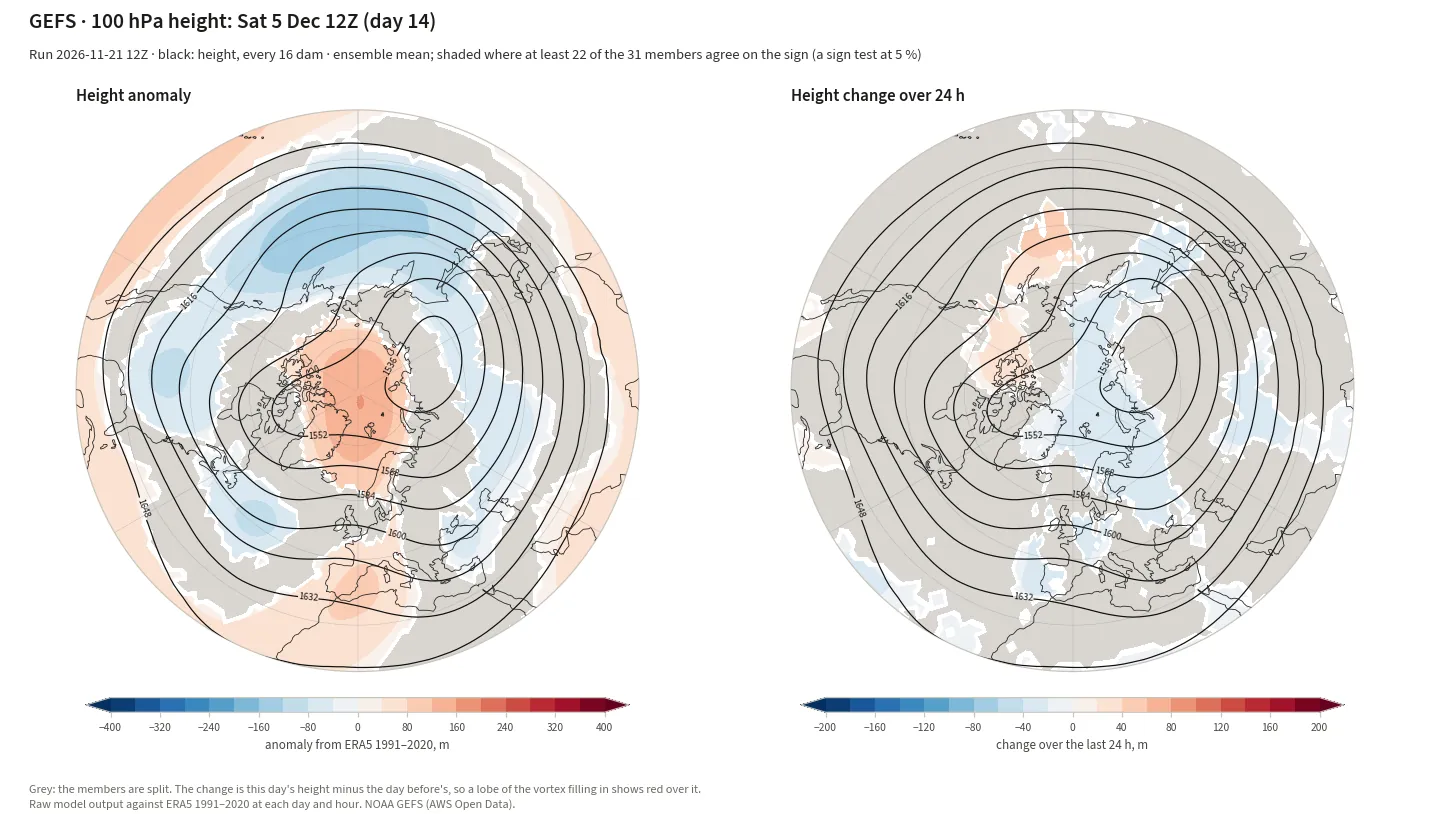 GEFS · 100 hPa height: Sat 5 Dec 12Z (day 14)
Run 2026-11-21 12Z · black: height, every 16 dam · ensemble mean; shaded where at least 22 of the 31 members agree on the sign (a sign test at 5 %)
Height anomaly
Height change over 24 h
1616
1536
1552
1568
1584
1600
1632
1648
1616
1536
1552
1568
1584
1600
1632
1648
−400 −320 −240 −160 −80 0 80 160 240 320 400
anomaly from ERA5 1991–2020, m
−200 −160 −120 −80 −40 0 40 80 120 160 200
change over the last 24 h, m
Grey: the members are split. The change is this day's height minus the day before's, so a lobe of the vortex filling in shows red over it.
Raw model output against ERA5 1991–2020 at each day and hour. NOAA GEFS (AWS Open Data).